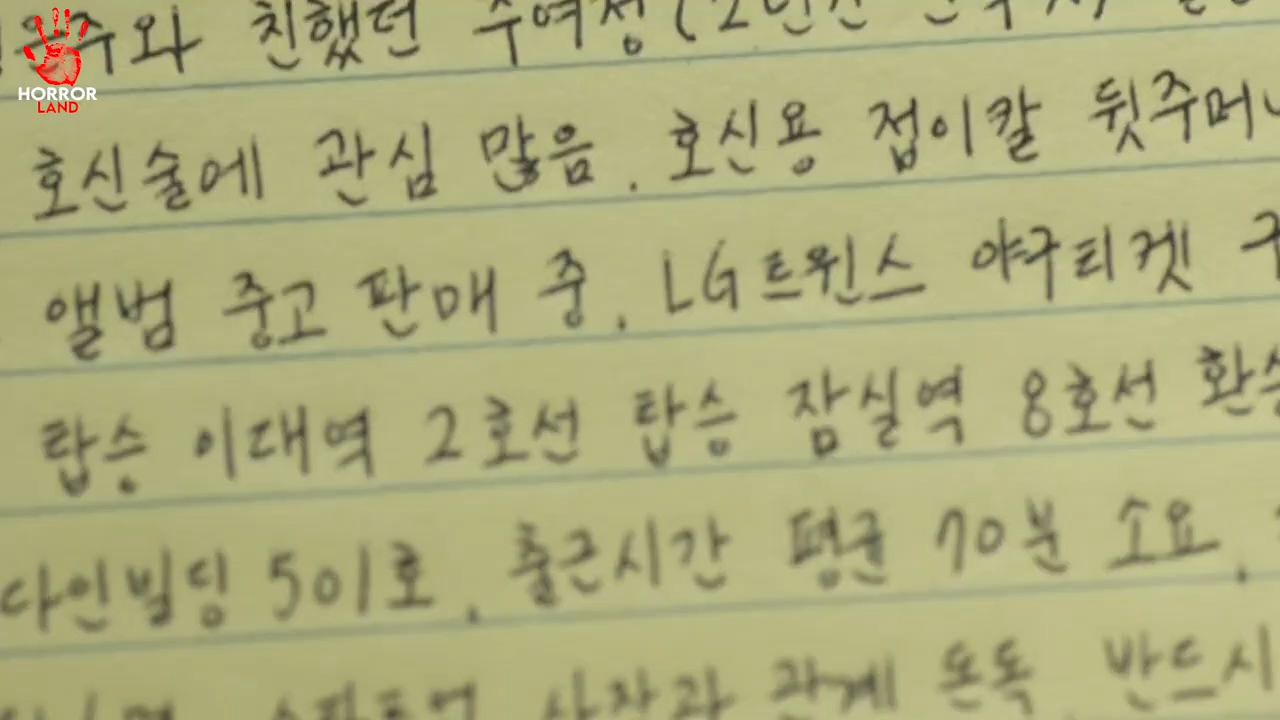 HORROR
LAND
친했던 주여정
호신술에 관심 많음. 호신용 접이칼 뒷주머니
앨범 중고 판매 중. LG트윈스 야구티켓 구
탑승 이대역 2호선 탑승 잠실역 8호선 환승
다인빌딩 501호. 출근시간 평균 70분 소요.
관계 돈독. 반드시